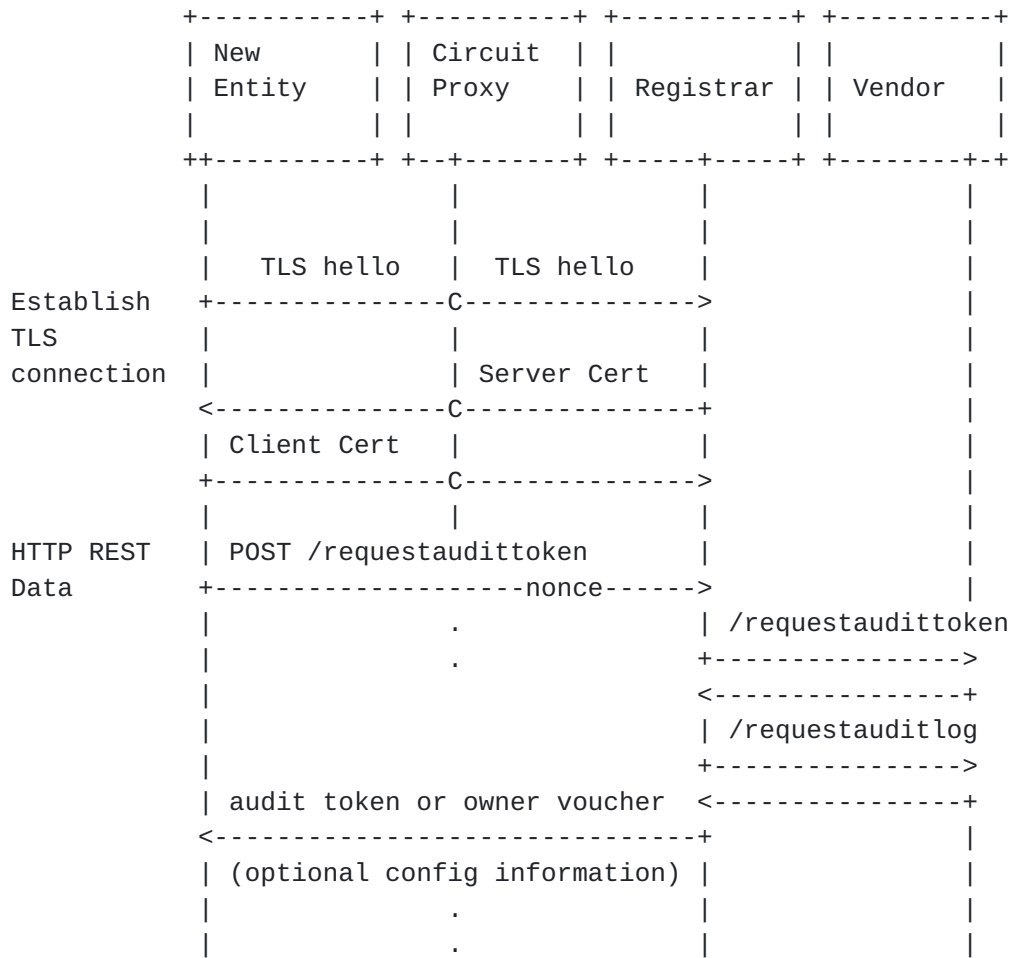 New Circuit
Entity Proxy Registrar Vendor
TLS hello TLS hello
Establish
TLS
connection Server Cert
Client Cert
HTTP REST POST /requestaudittoken
Data nonce
/requestaudittoken
/requestauditlog
audit token or owner voucher
(optional config information)